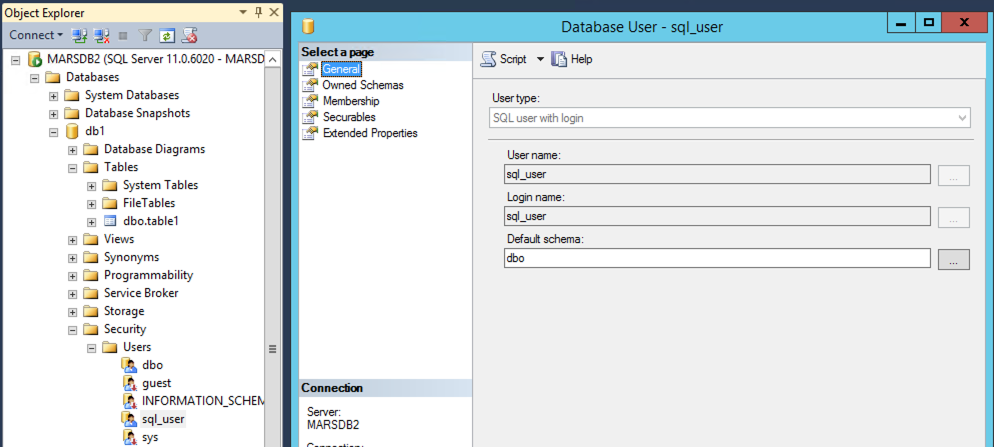 Object Explorer
Connect
MARSDB2 (SQL Server 11.0.6020 - MARSD
Databases
System Databases
Database Snapshots
db1
Database Diagrams
Tables
System Tables
FileTables
dbo.table1
Views
Synonyms
Programmability
Service Broker
Storage
Security
Users
dbo
guest
INFORMATION_SCHEM
sql_user
sys
Database User - sql_user
Select a page
General
Owned Schemas
Membership
Securables
Extended Properties
Connection
Server:
MARSDB2
Script
Help
User type:
SQL user with login
User name:
sql_user
...
Login name:
sql_user
...
Default schema:
dbo
...